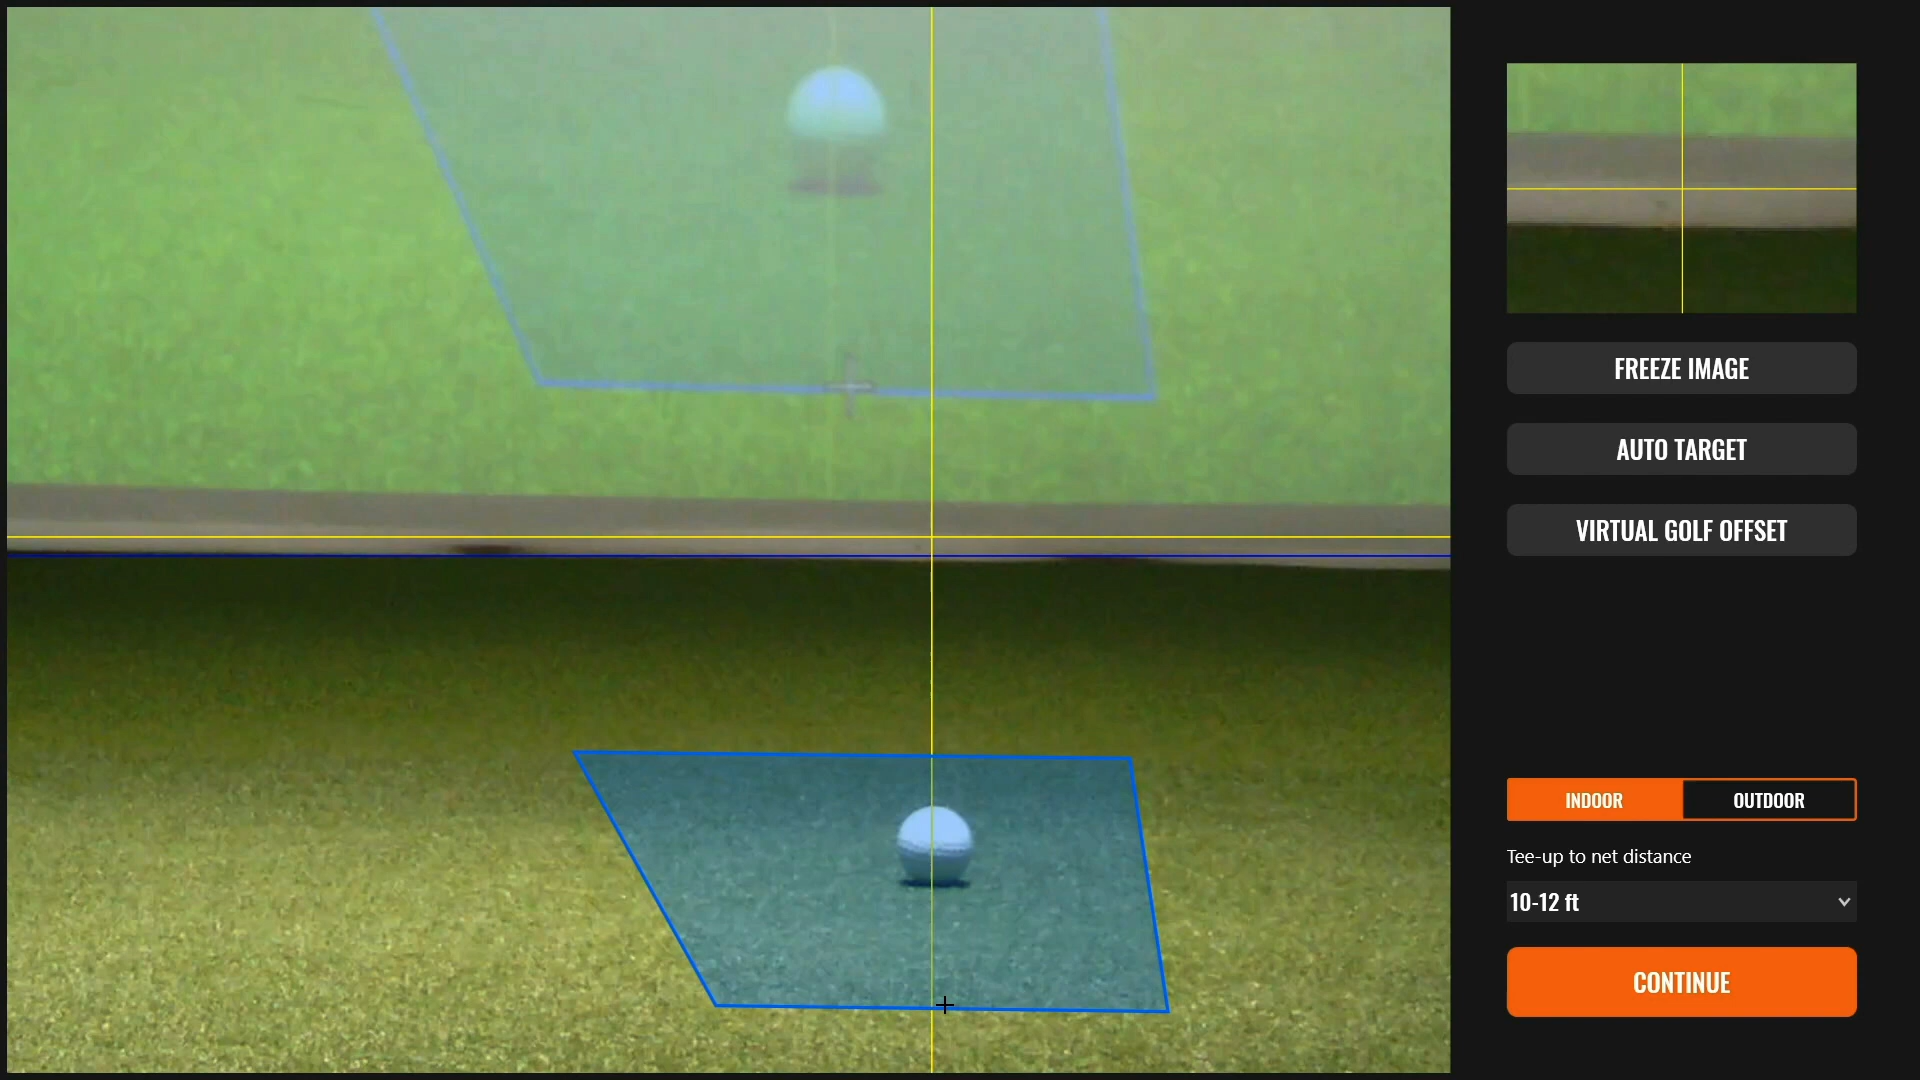 FREEZE IMAGE
AUTO TARGET
VIRTUAL GOLF OFFSET
INDOOR
OUTDOOR
Tee-up to net distance
10-12 ft
CONTINUE